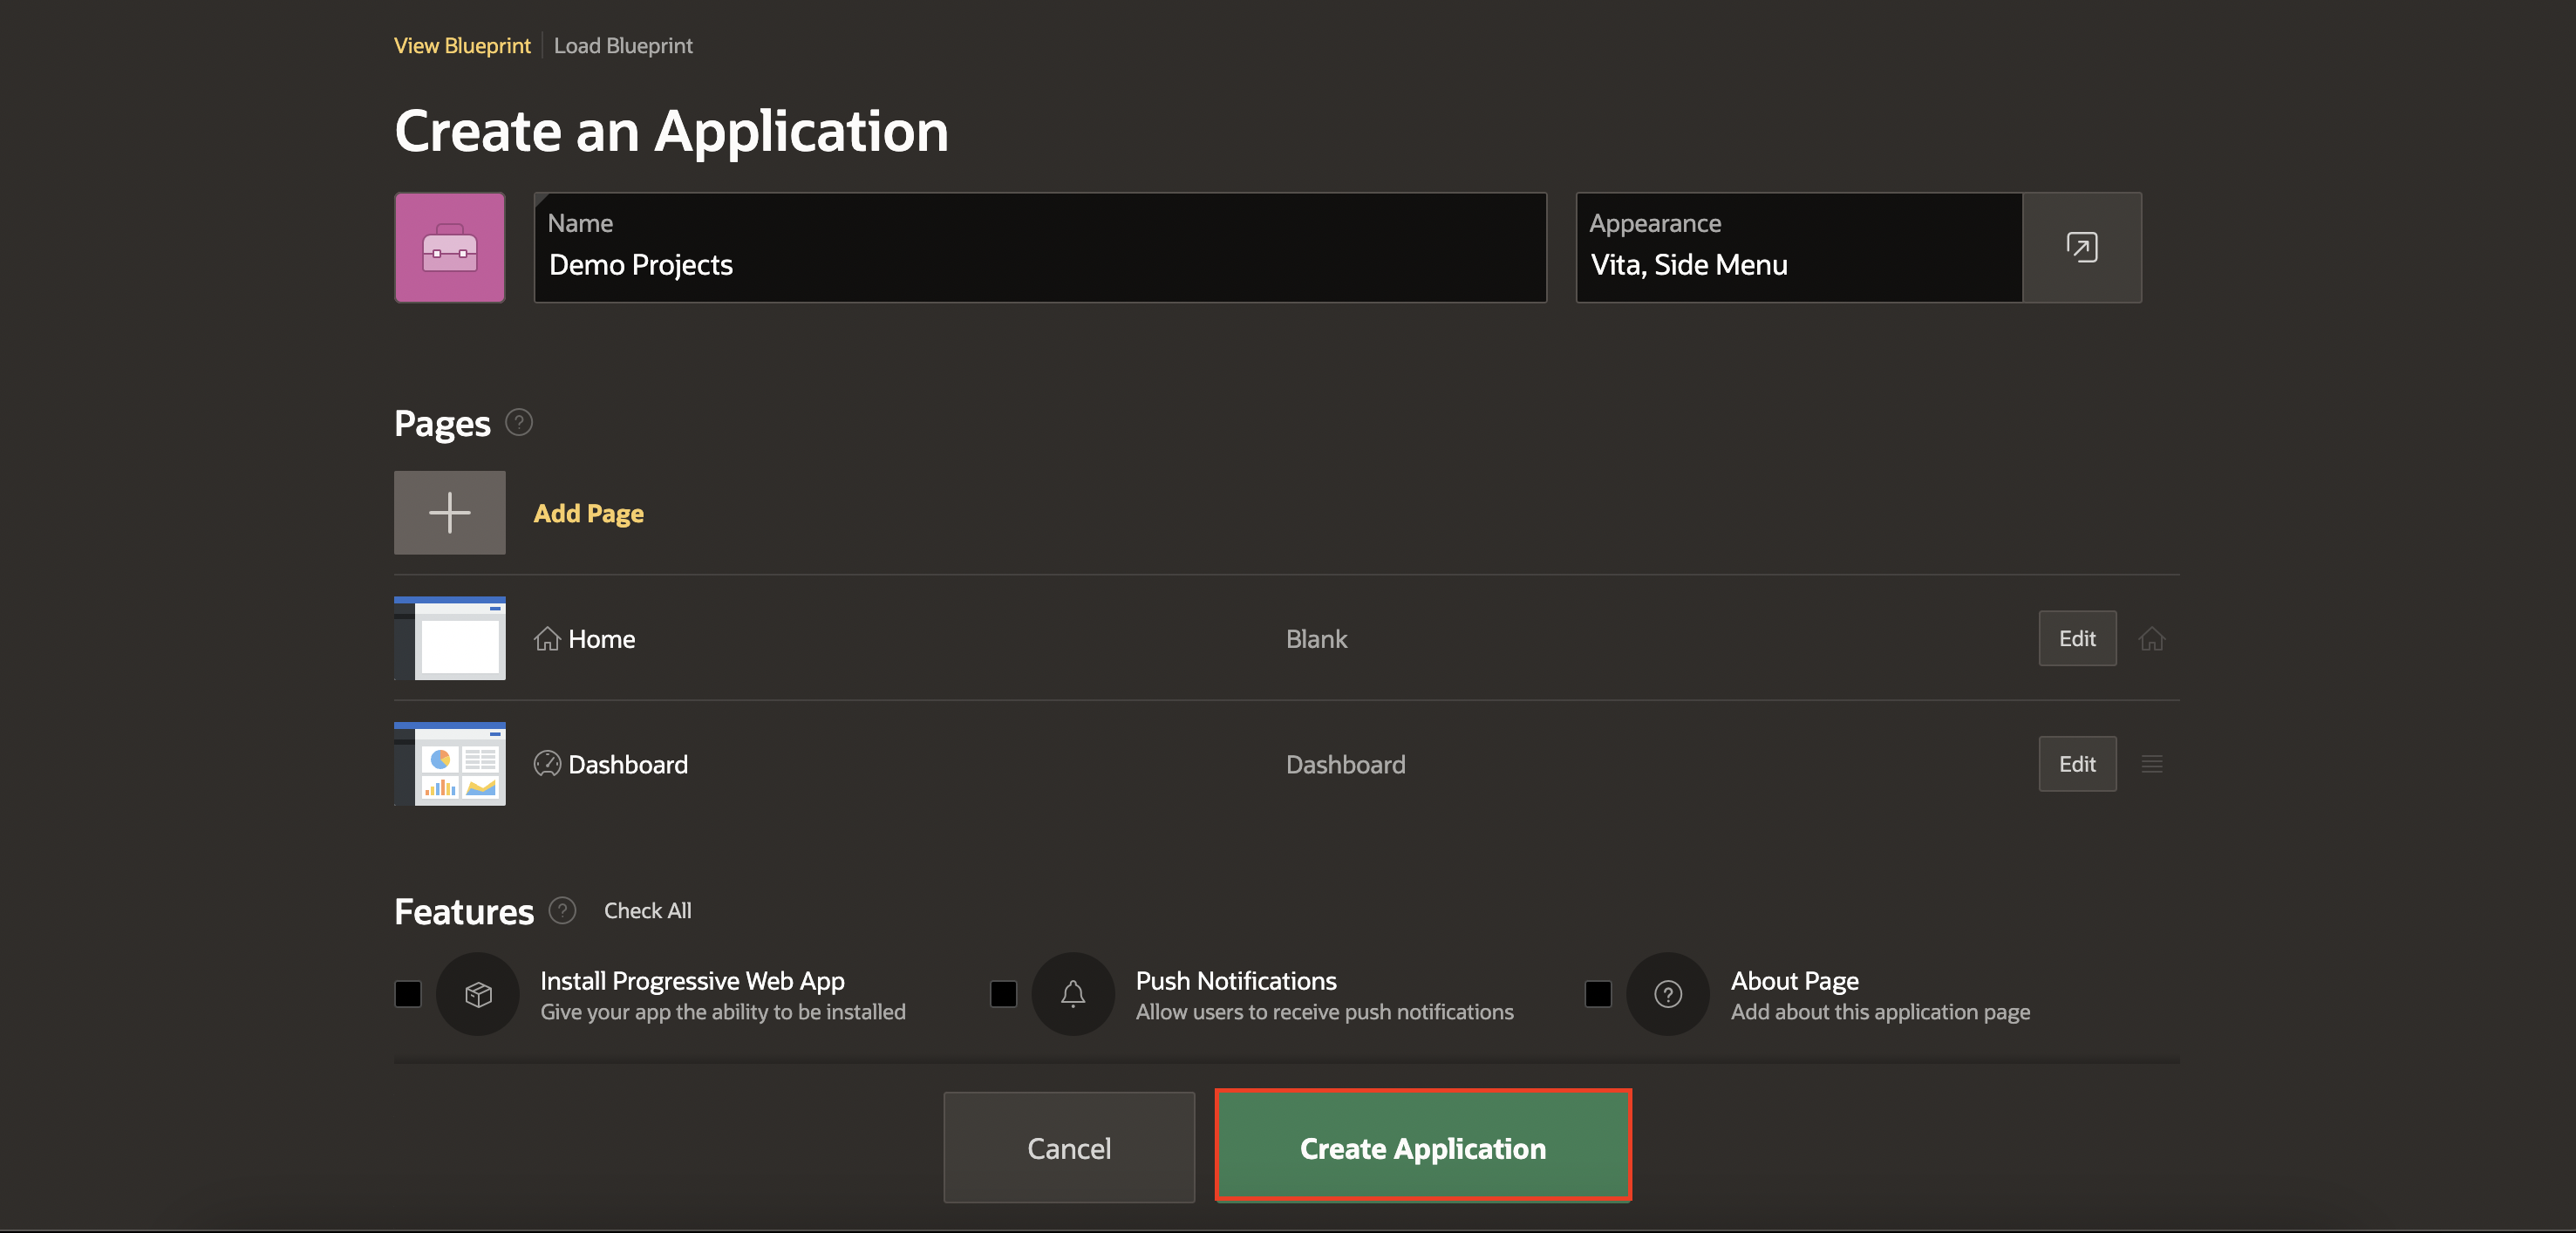 View Blueprint Load Blueprint
Create an Application
Name
Demo Projects
Appearance
Vita, Side Menu
Pages ?
Add Page
Home Blank Edit
Dashboard Dashboard Edit
Features ? Check All
Install Progressive Web App
Give your app the ability to be installed
Push Notifications
Allow users to receive push notifications
? About Page
Add about this application page
Cancel Create Application